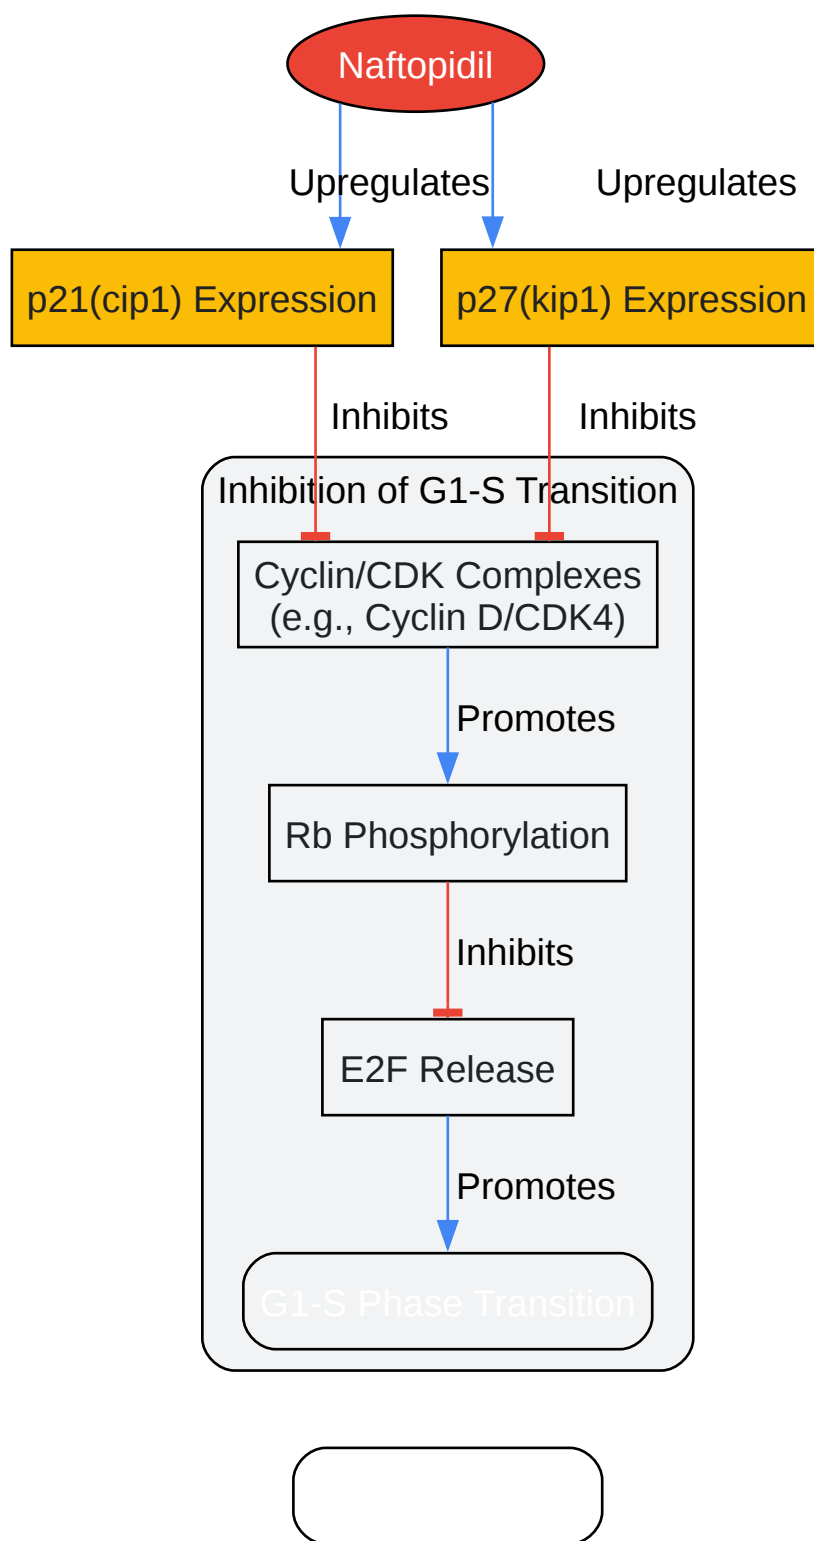 Naftopidil
Upregulates
Upregulates
p21(cip1) Expression
p27(kip1) Expression
Inhibits
Inhibits
Inhibition of G1-S Transition
Cyclin/CDK Complexes
(e.g., Cyclin D/CDK4)
Promotes
Rb Phosphorylation
Inhibits
E2F Release
Promotes
G1-S Phase Transition